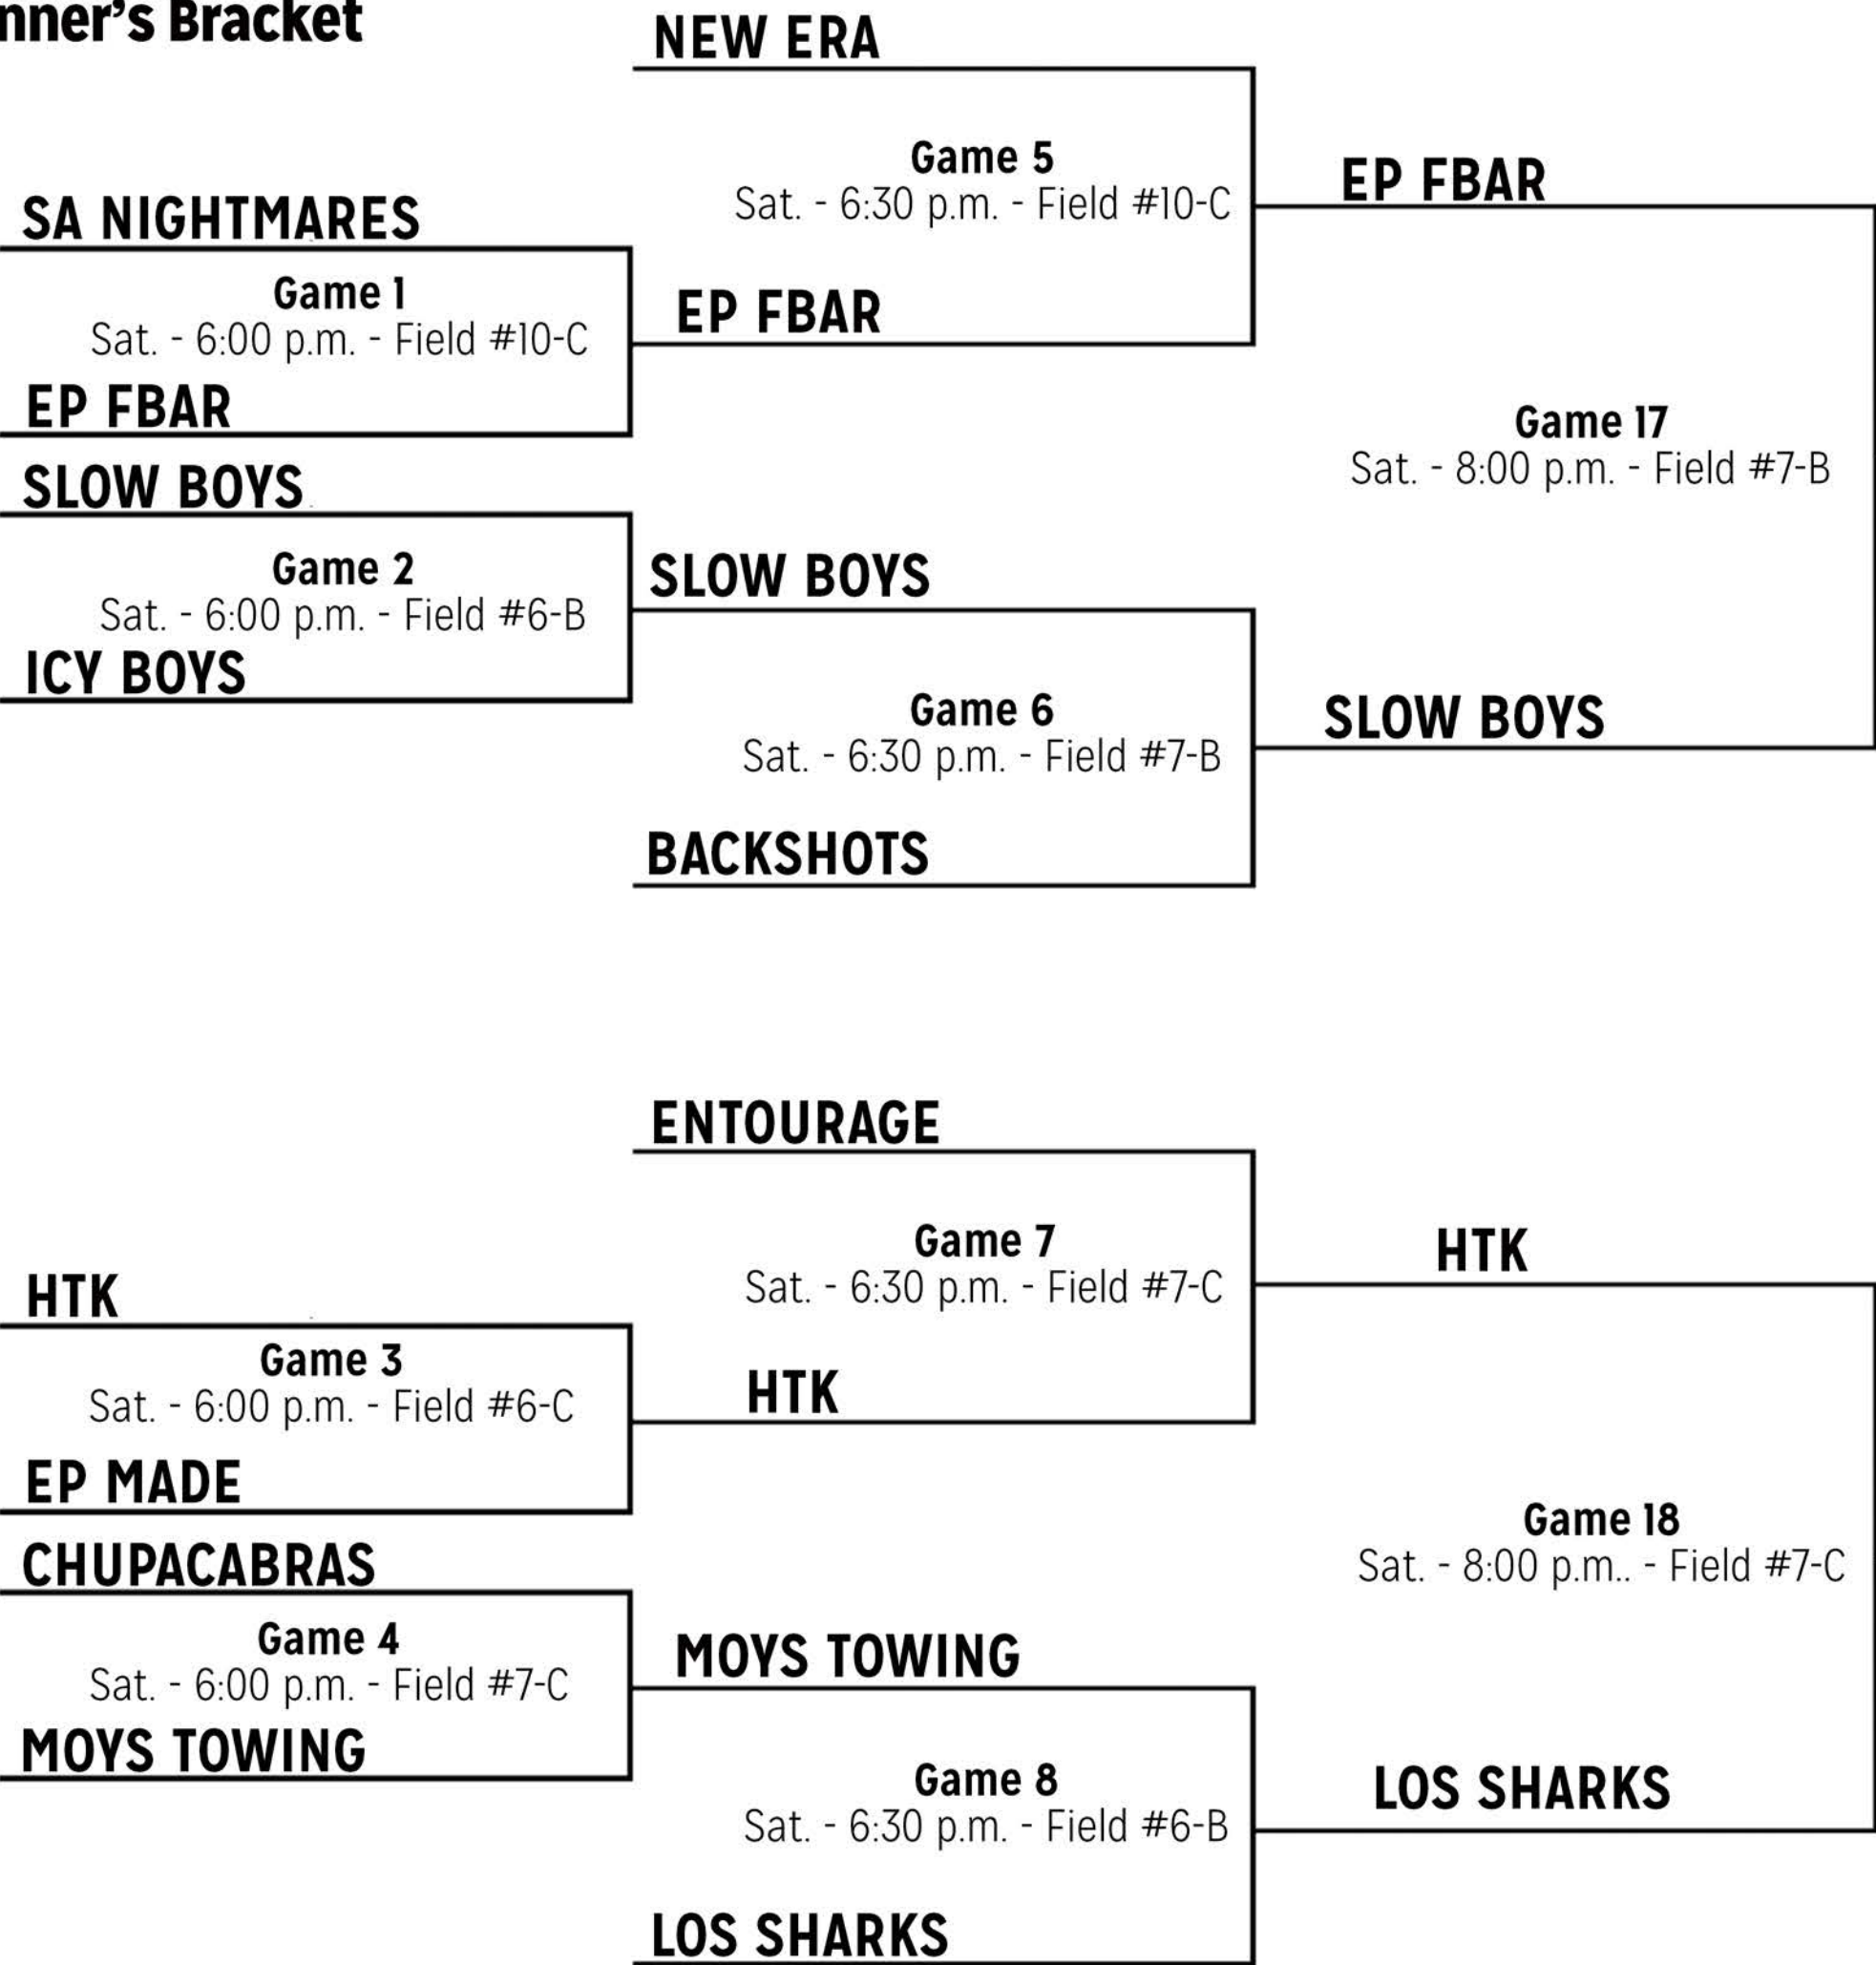 nner's Bracket
NEW ERA
Game 5
Sat. - 6:30 p.m. - Field #10-C
EP FBAR
SA NIGHTMARES
Game 1
Sat. - 6:00 p.m. - Field #10-C
EP FBAR
EP FBAR
Game 17
Sat. - 8:00 p.m. - Field #7-B
SLOW BOYS
Game 2
Sat. - 6:00 p.m. - Field #6-B
ICY BOYS
SLOW BOYS
Game 6
Sat. - 6:30 p.m. - Field #7-B
SLOW BOYS
BACKSHOTS
ENTOURAGE
Game 7
Sat. - 6:30 p.m. - Field #7-C
HTK
HTK
Game 3
Sat. - 6:00 p.m. - Field #6-C
HTK
EP MADE
Game 18
Sat. - 8:00 p.m.. - Field #7-C
CHUPACABRAS
Game 4
Sat. - 6:00 p.m. - Field #7-C
MOYS TOWING
MOYS TOWING
Game 8
Sat. - 6:30 p.m. - Field #6-B
LOS SHARKS
LOS SHARKS